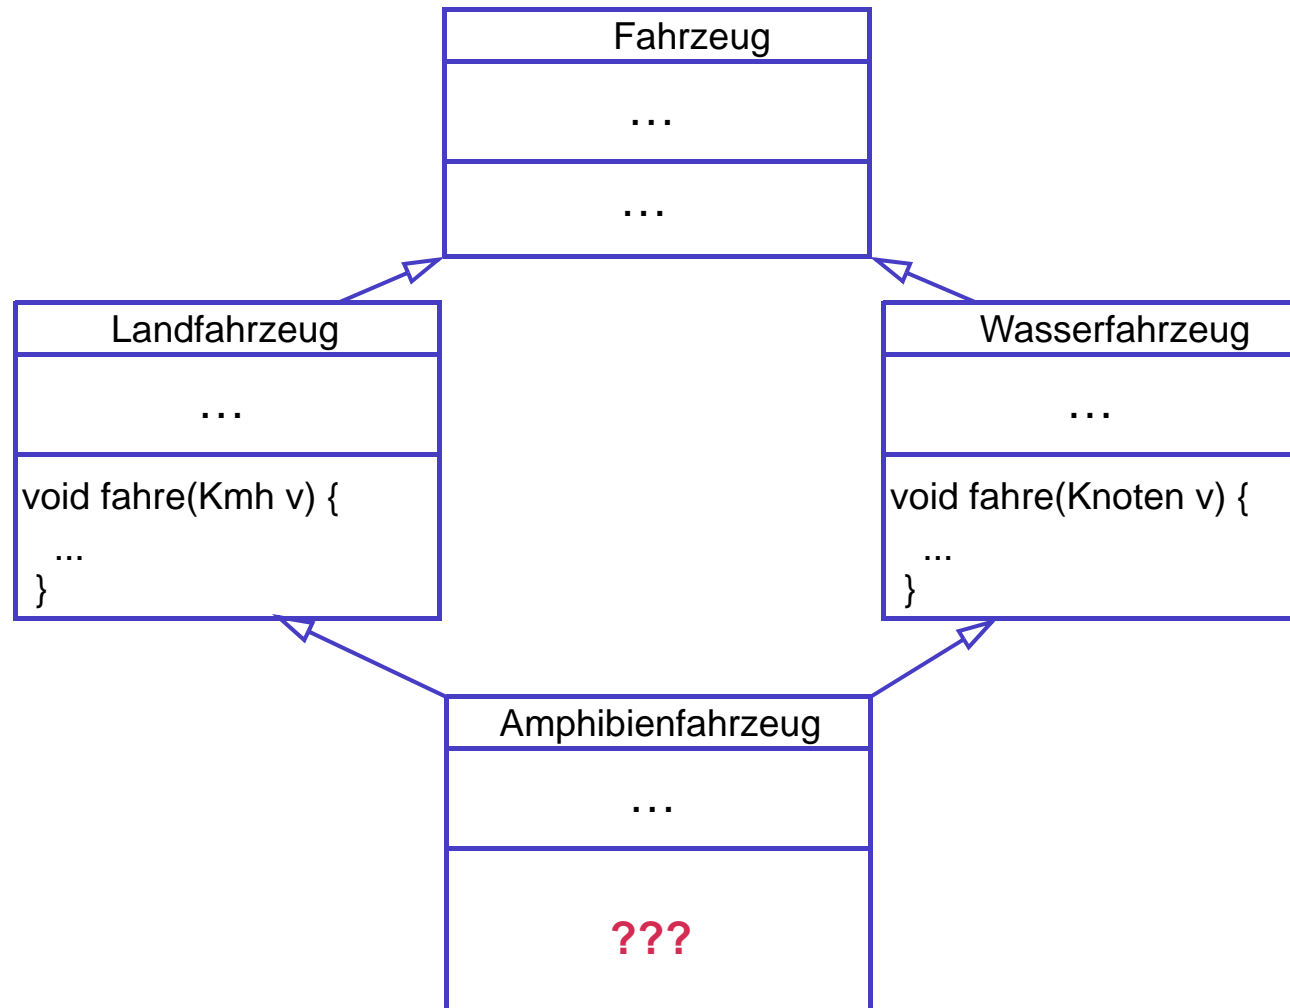 Fahrzeug
...
...
Landfahrzeug
...
void fahre(Kmh v) {
...
}
Wasserfahrzeug
...
void fahre(Knoten v) {
...
}
Amphibienfahrzeug
...
???